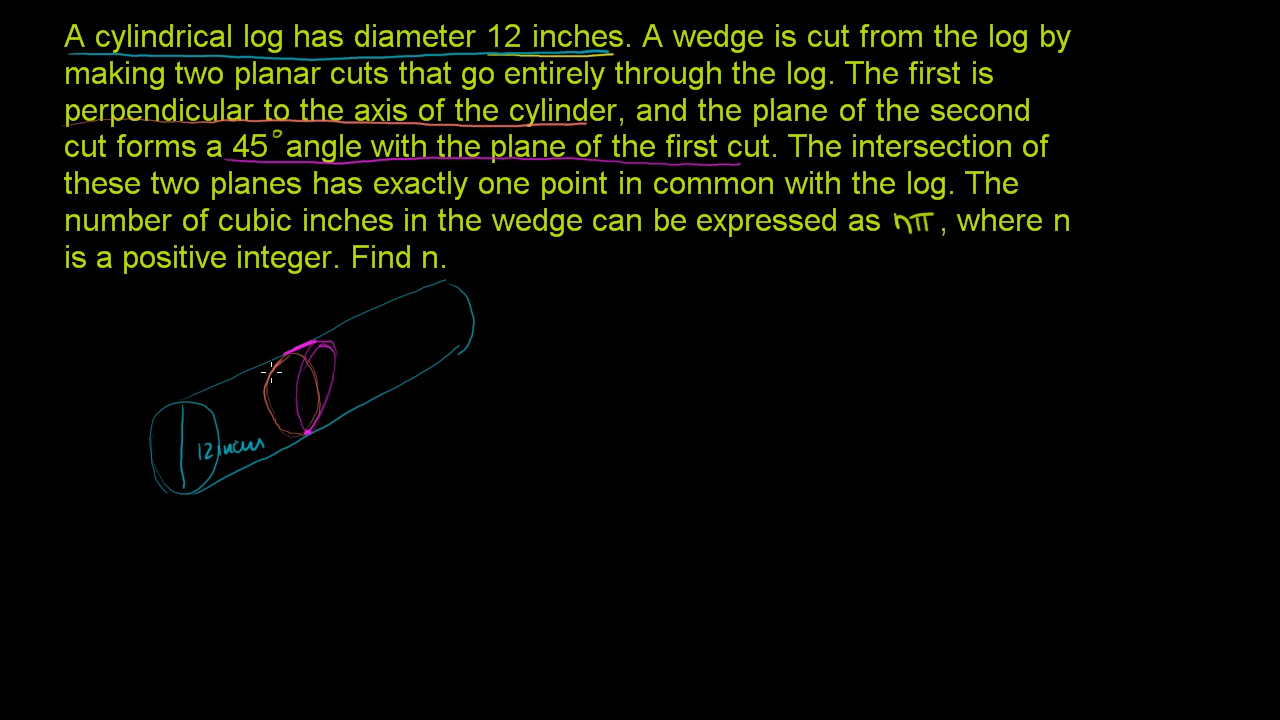 A cylindrical log has diameter 12 inches. A wedge is cut from the log by
making two planar cuts that go entirely through the log. The first is
perpendicular to the axis of the cylinder, and the plane of the second
cut forms a 45° angle with the plane of the first cut. The intersection of
these two planes has exactly one point in common with the log. The
number of cubic inches in the wedge can be expressed as nπ, where n
is a positive integer. Find n.
12